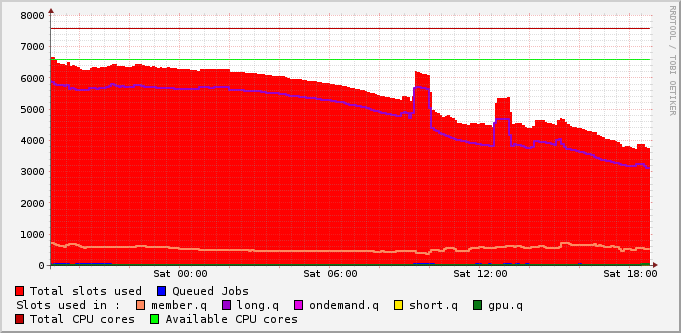 8000
7000
6000
5000
4000
3000
2000
1000
0
Sat 00:00 Sat 06:00 Sat 12:00 Sat 18:00
RRDTOOL / TOBI OETIKER
Total slots used Queued Jobs
Slots used in : member.q long.q ondemand.q short.q gpu.q
Total CPU cores Available CPU cores